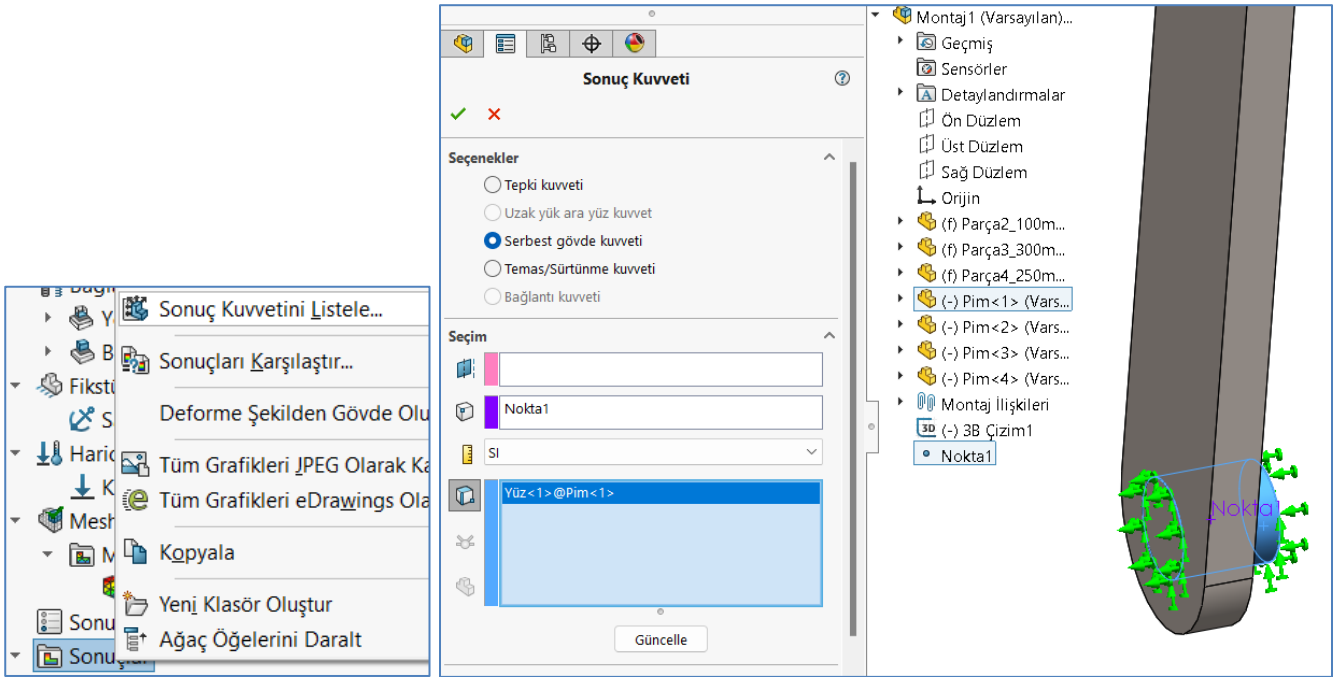 Sonuç Kuvvetini Listele...
Sonuçları Karşılaştır...
Fikst
Deforme Şekilden Gövde Olu
Haric
Tüm Grafikleri JPEG Olarak Ka
K
Tüm Grafikleri eDrawings Ola
Mesh
M
Kopyala
Yeni Klasör Oluştur
Sonu
Ağaç Öğelerini Daralt
Sonuçlar
Sonuç Kuvveti
Seçenekler
Tepki kuvveti
Uzak yük ara yüz kuvvet
Serbest gövde kuvveti
Temas/Sürtünme kuvveti
Bağlantı kuvveti
Seçim
Nokta1
SI
Yüz<1>@Pim<1>
Güncelle
Montaj1 (Varsayılan)...
Geçmiş
Sensörler
Detaylandırmalar
Ön Düzlem
Üst Düzlem
Sağ Düzlem
Orijin
(f) Parça2_100m...
(f) Parça3_300m...
(f) Parça4_250m...
(-) Pim<1> (Vars...
(-) Pim<2> (Vars...
(-) Pim<3> (Vars...
(-) Pim<4> (Vars...
Montaj İlişkileri
3D (-) 3B Çizim1
Nokta1
Nokta1